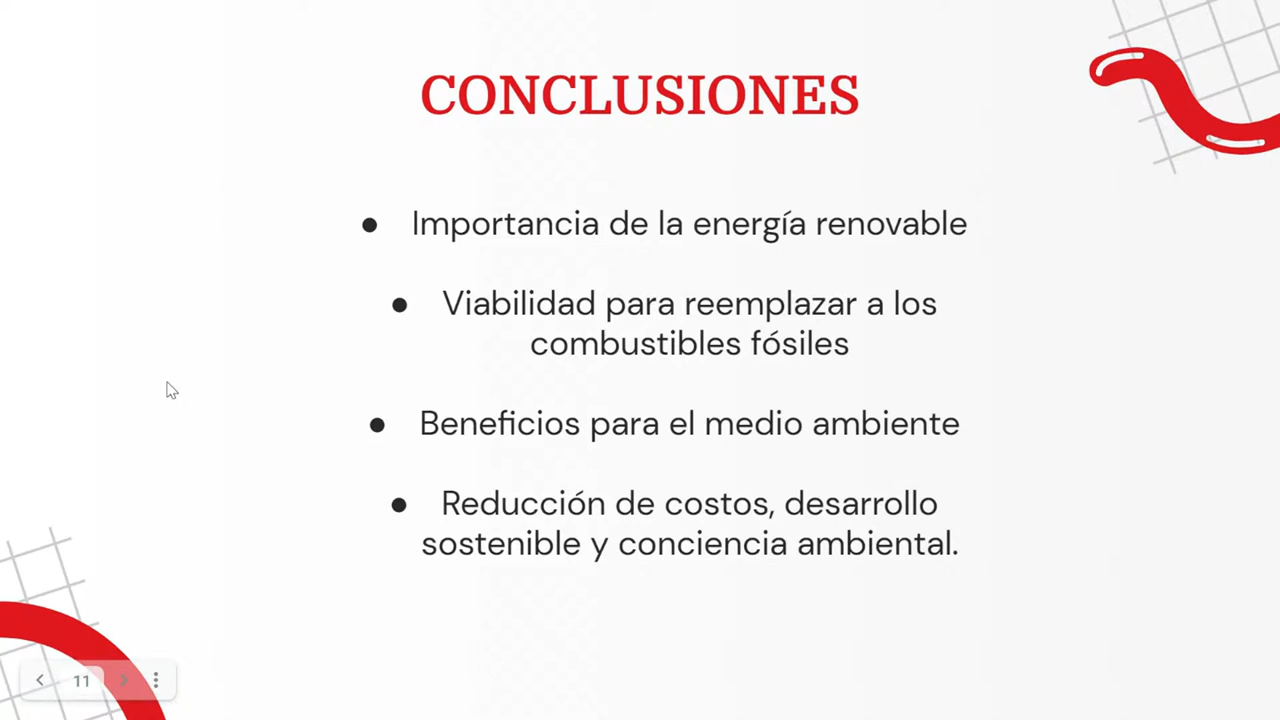 CONCLUSIONES
● Importancia de la energía renovable
● Viabilidad para reemplazar a los
combustibles fósiles
● Beneficios para el medio ambiente
● Reducción de costos, desarrollo
sostenible y conciencia ambiental.
11